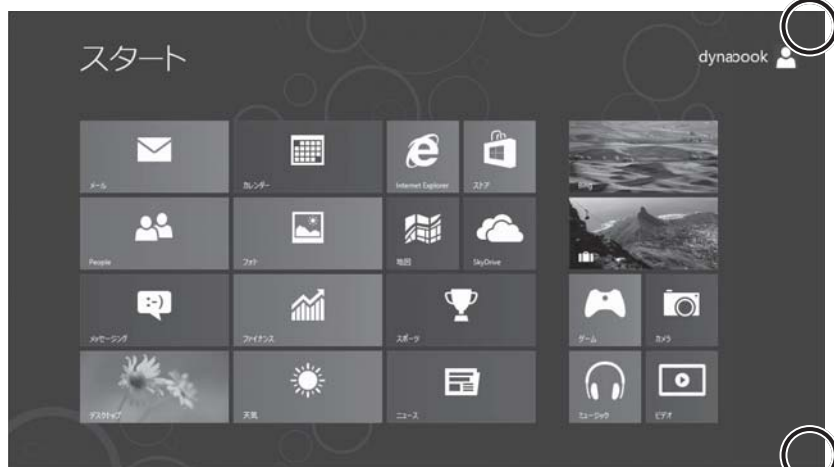 スタート
dynabook
メール
カレンダー
Internet Explorer
ストア
Bing
People
フォト
地図
SkyDrive
メッセージング
ファイナンス
スポーツ
ゲーム
カメラ
デスクトップ
天気
ニュース
ミュージック
ビデオ